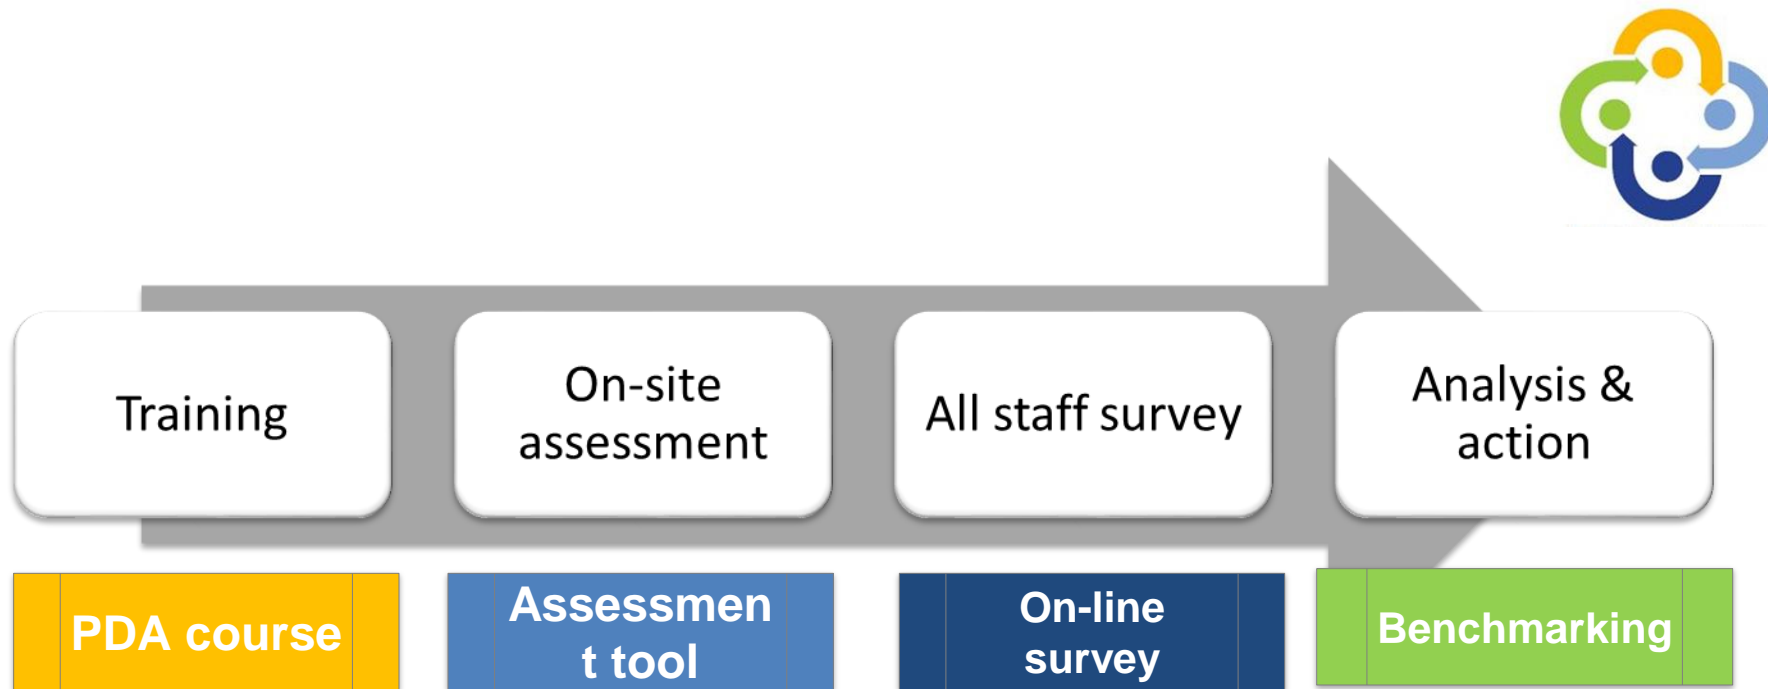 Training
On-site
assessment
All staff survey
Analysis &
action
PDA course
Assessmen
t tool
On-line
survey
Benchmarking